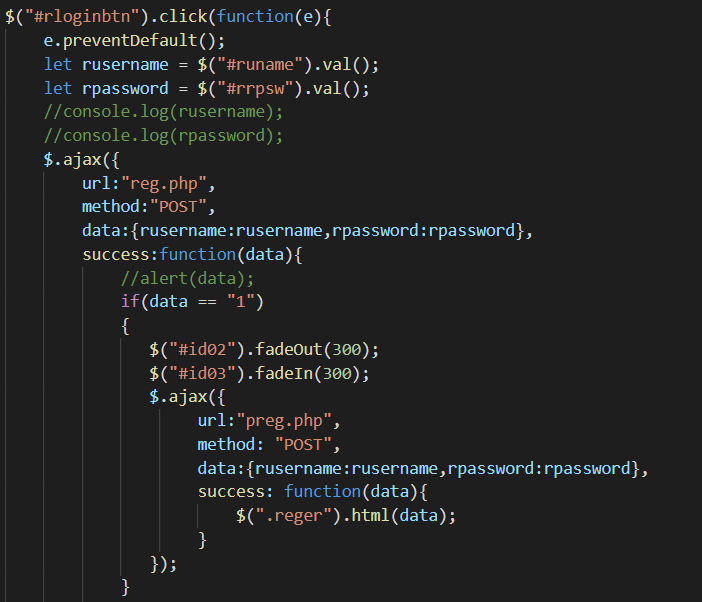 $("#rloginbtn").click(function(e){
    e.preventDefault();
    let rusername = $("#runame").val();
    let rpassword = $("#rrpsw").val();
    //console.log(rusername);
    //console.log(rpassword);
    $.ajax({
        url:"reg.php",
        method:"POST",
        data:{rusername:rusername,rpassword:rpassword},
        success:function(data){
            //alert(data);
            if(data == "1")
            {
               $("#id02").fadeOut(300);
               $("#id03").fadeIn(300);
               $.ajax({
                    url:"preg.php",
                    method: "POST",
                    data:{rusername:rusername,rpassword:rpassword},
                    success: function(data){
                        $(".reger").html(data);
                    }
               });
            }